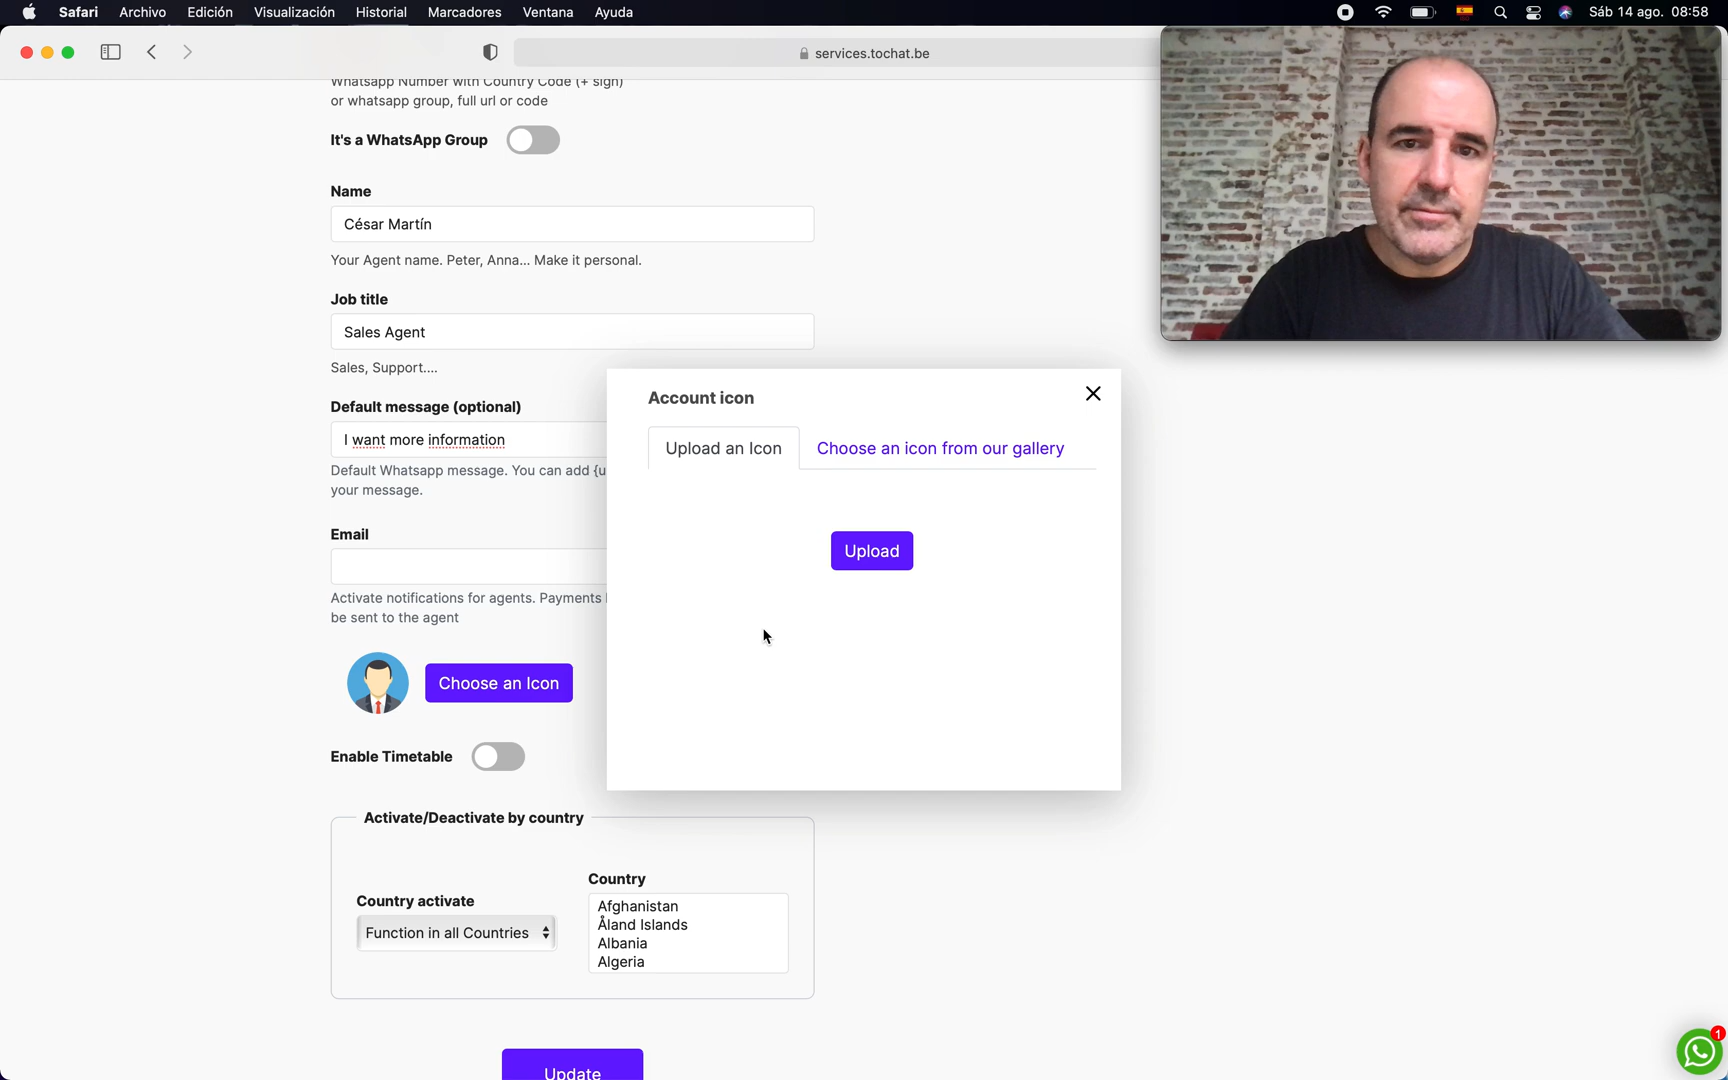 Safari Archivo Edición Visualización Historial Marcadores Ventana Ayuda
Sáb 14 ago. 08:58
services.tochat.be
Whatsapp Number with Country Code (+ sign)
or whatsapp group, full url or code
It's a WhatsApp Group
Name
César Martín
Your Agent name. Peter, Anna... Make it personal.
Job title
Sales Agent
Sales, Support....
Default message (optional)
I want more information
Default Whatsapp message. You can add {u
your message.
Email
Activate notifications for agents. Payments
be sent to the agent
Choose an Icon
Enable Timetable
Account icon
Upload an Icon
Choose an icon from our gallery
Upload
Activate/Deactivate by country
Country activate
Function in all Countries
Country
Afghanistan
Åland Islands
Albania
Algeria
Update
1